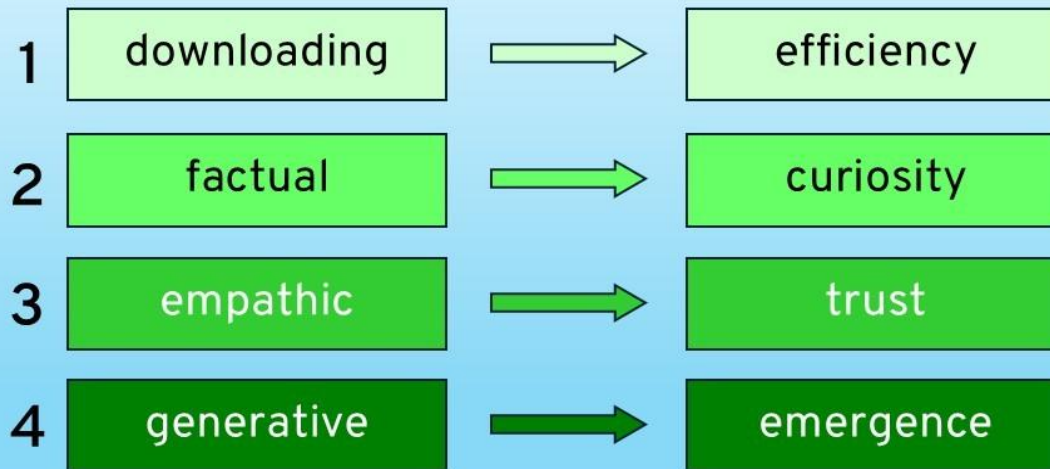 1 downloading efficiency
2 factual curiosity
3 empathic trust
4 generative emergence